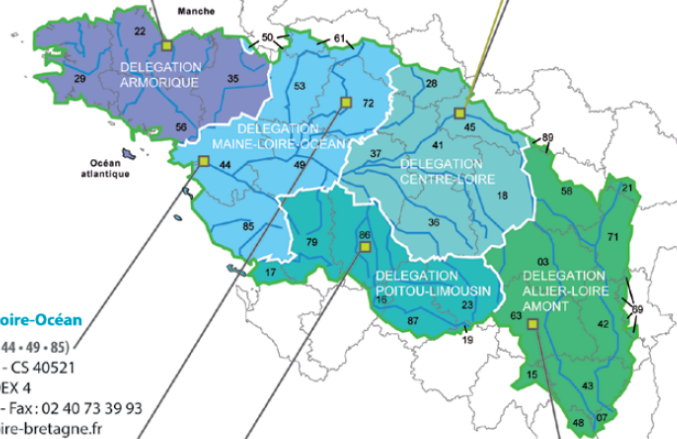 Manche
22
50
61
DELEGATION
ARMORIQUE
29
35
53
72
28
45
56
DELEGATION
MAINE-LOIRE-OCEAN
41
89
Océan
atlantique
44
49
37
DELEGATION
CENTRE-LOIRE
18
58
21
85
79
86
36
71
17
DELEGATION
POITOU-LIMOUSIN
03
DELEGATION
ALLIER-LOIRE
AMONT
16
23
69
87
63
42
19
15
43
48
07
oire-Océan
44 • 49 • 85)
- CS 40521
EX 4
- Fax : 02 40 73 39 93
ire-bretagne.fr